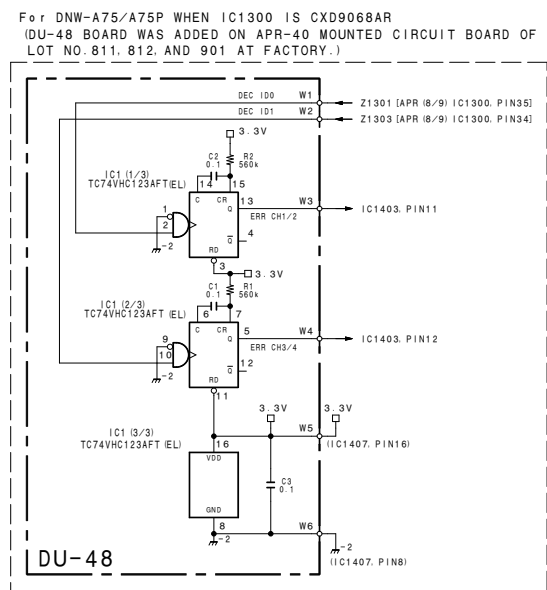 For DNW-A75/A75P WHEN IC1300 IS CXD9068AR
(DU-48 BOARD WAS ADDED ON APR-40 MOUNTED CIRCUIT BOARD OF
LOT NO. 811, 812, AND 901 AT FACTORY.)
DEC ID0 W1 Z1301 [APR (8/9) IC1300, PIN35]
DEC ID1 W2 Z1303 [APR (8/9) IC1300, PIN34]
3.3V
C2
0.1
R2
560k
IC1 (1/3)
TC74VHC123AFT(EL)
14 15
C CR
1
2
Q
13
W3
IC1403, PIN11
ERR CH1/2
Q
4
-2
RD
3
3.3V
C1
0.1
R1
560k
IC1 (2/3)
TC74VHC123AFT (EL)
6 7
C CR
9
10
Q
5
W4
IC1403, PIN12
ERR CH3/4
Q
12
-2
RD
11
3.3V 3.3V
IC1 (3/3)
TC74VHC123AFT (EL)
16
W5
(IC1407, PIN16)
VDD
C3
0.1
GND
8
W6
-2
-2
(IC1407, PIN8)
DU-48